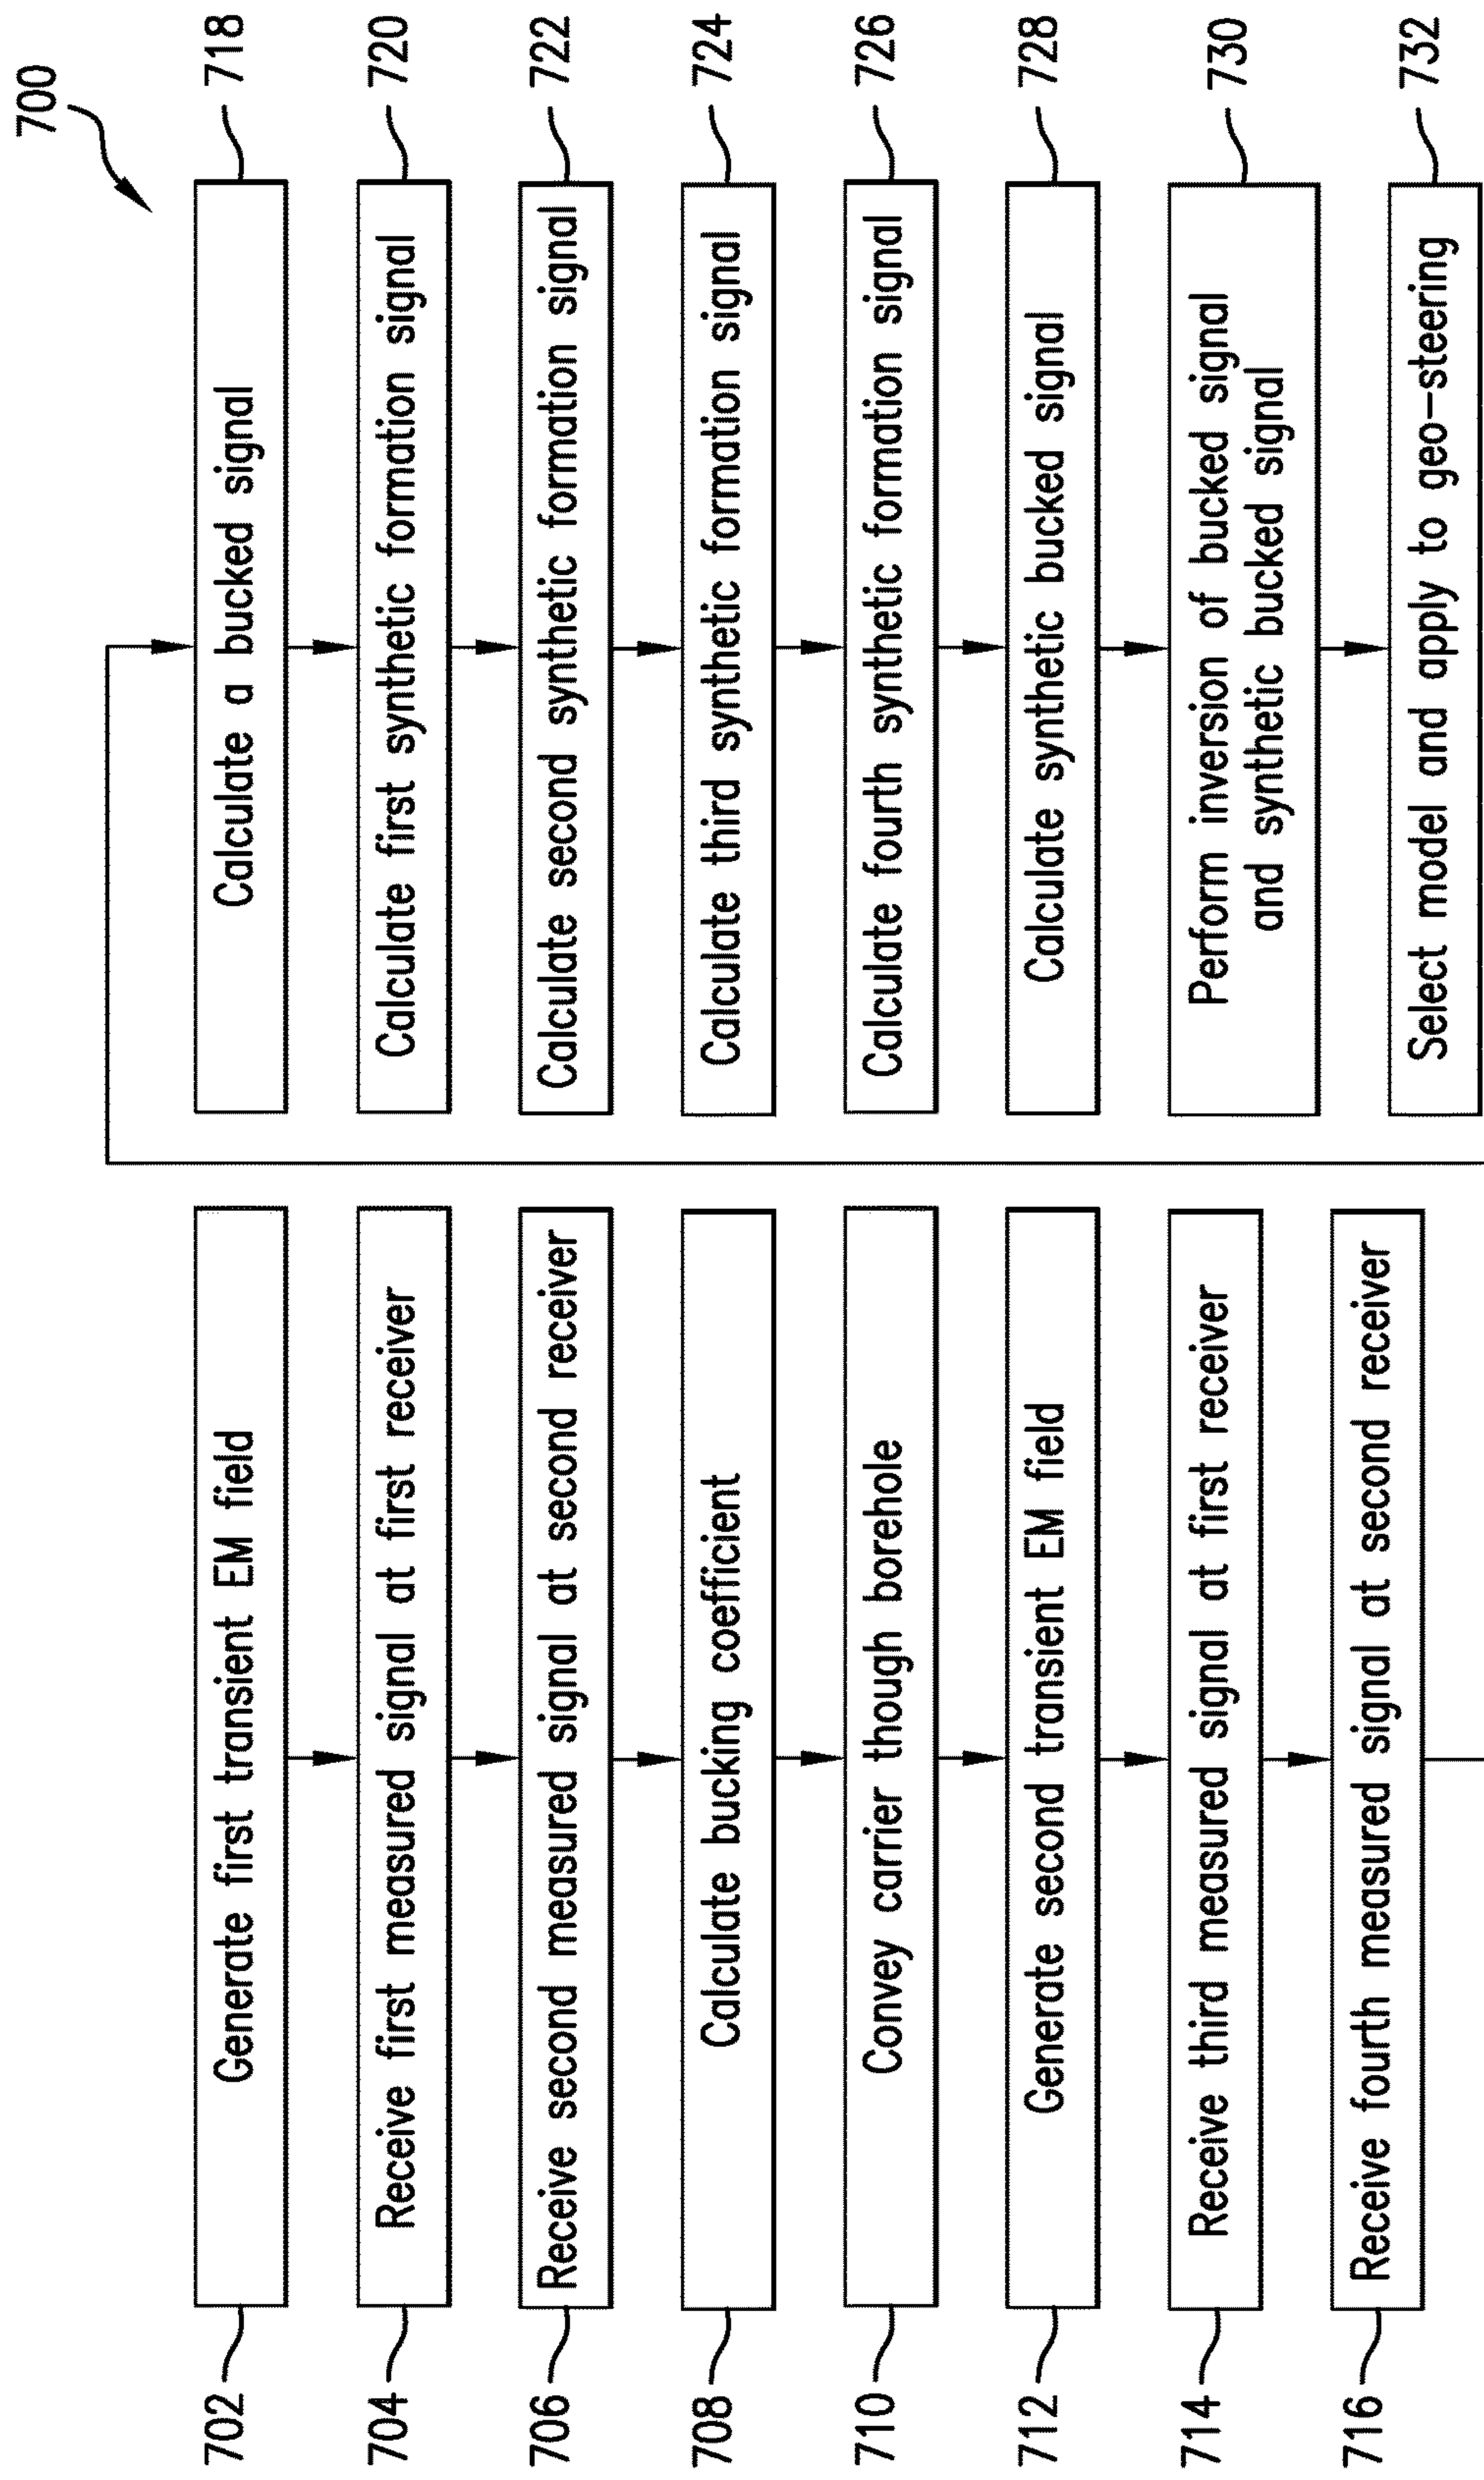 700
702
Generate first transient EM field
704
Receive first measured signal at first receiver
706
Receive second measured signal at second receiver
708
Calculate bucking coefficient
710
Convey carrier though borehole
712
Generate second transient EM field
714
Receive third measured signal at first receiver
716
Receive fourth measured signal at second receiver
Calculate a bucked signal
718
Calculate first synthetic formation signal
720
Calculate second synthetic formation signal
722
Calculate third synthetic formation signal
724
Calculate fourth synthetic formation signal
726
Calculate synthetic bucked signal
728
Perform inversion of bucked signal
and synthetic bucked signal
730
Select model and apply to geo-steering
732